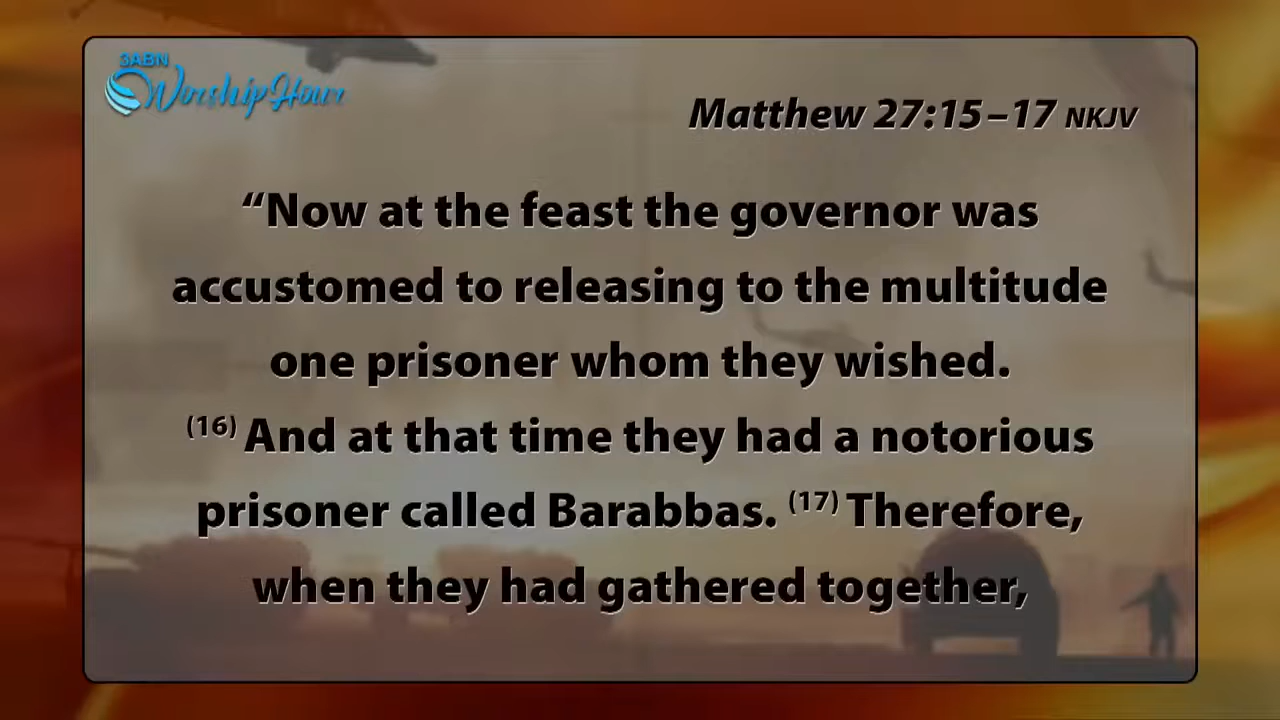 3ABN
Worship Hour
Matthew 27:15–17 NKJV
“Now at the feast the governor was
accustomed to releasing to the multitude
one prisoner whom they wished.
(16) And at that time they had a notorious
prisoner called Barabbas. (17) Therefore,
when they had gathered together,